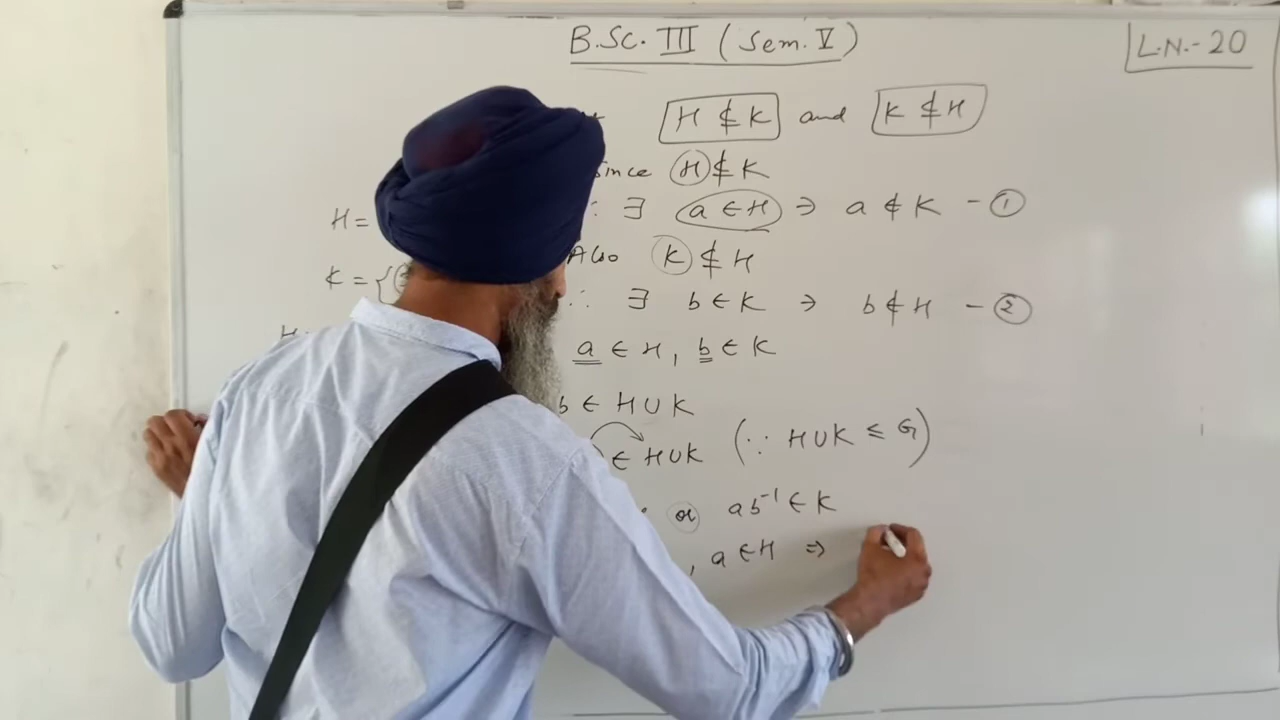 B.Sc. III (Sem. V)
L.N.-20
H ⊄ K and K ⊄ H
Since H ⊄ K
H =
∴ ∃ a ∈ H ⇒ a ∉ K - ①
Also K ⊄ H
K = {(
∴ ∃ b ∈ K ⇒ b ∉ H - ②
a ∈ H, b ∈ K
b ∈ H ∪ K
∈ H ∪ K (∵ H ∪ K ≤ G)
or ab⁻¹ ∈ K
, a ∈ H ⇒